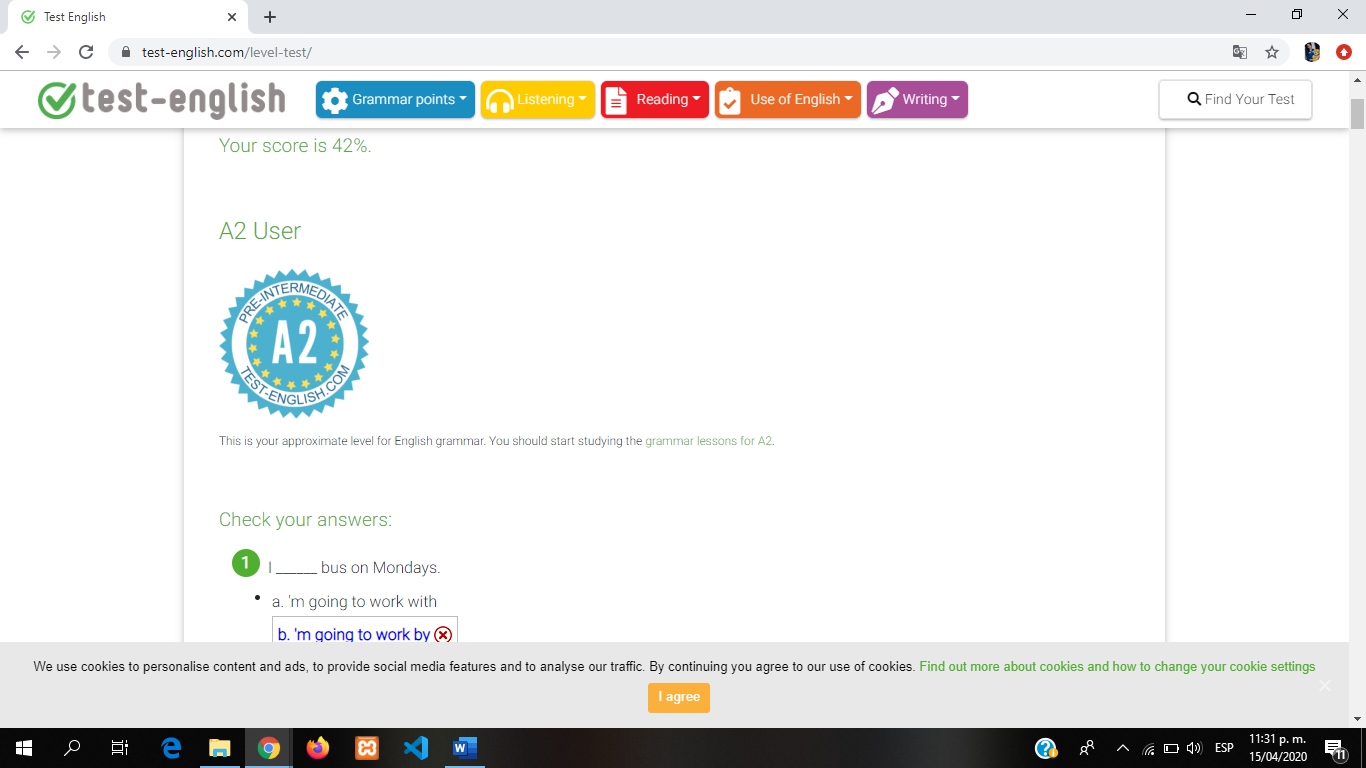 Test English
test-english.com/level-test/
test-english
Grammar points
Listening
Reading
Use of English
Writing
Find Your Test
Your score is 42%.
A2 User
PRE-INTERMEDIATE
A2
TEST-ENGLISH.COM
This is your approximate level for English grammar. You should start studying the grammar lessons for A2.
Check your answers:
1 I ______ bus on Mondays.
a. 'm going to work with
b. 'm going to work by
We use cookies to personalise content and ads, to provide social media features and to analyse our traffic. By continuing you agree to our use of cookies. Find out more about cookies and how to change your cookie settings
I agree
ESP
11:31 p. m.
15/04/2020
11